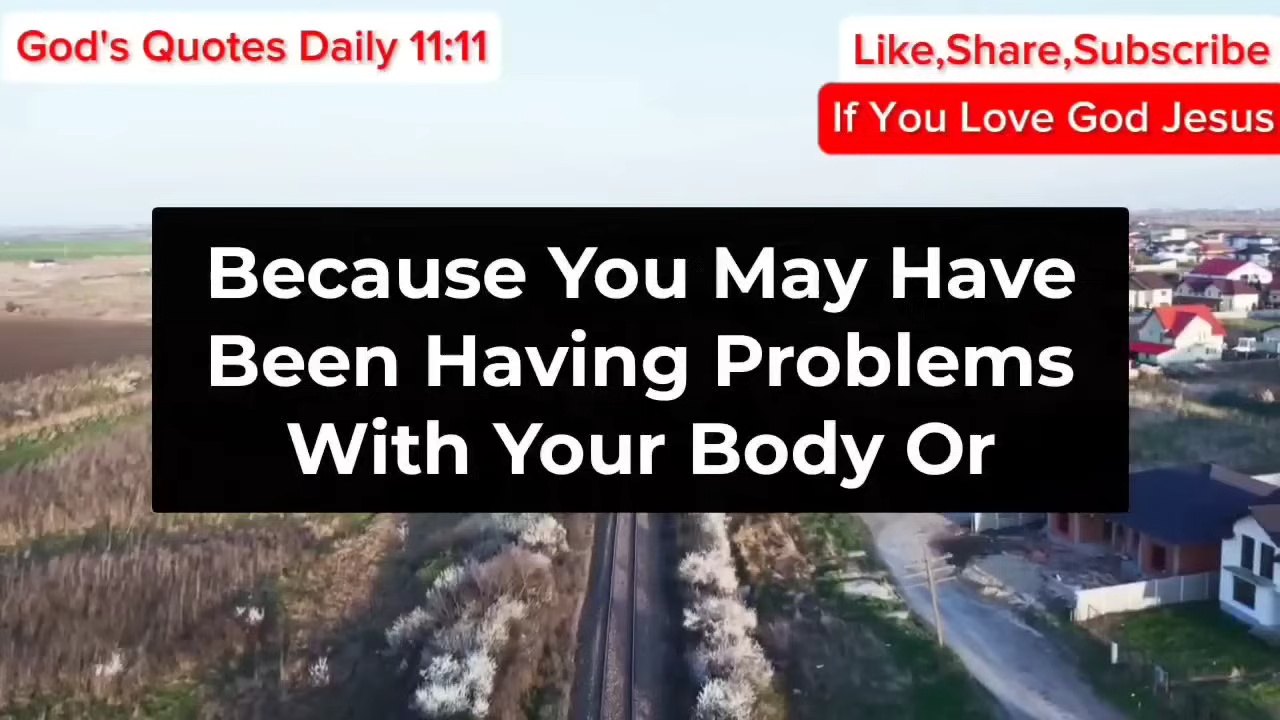 God's Quotes Daily 11:11
Like,Share,Subscribe
If You Love God Jesus
Because You May Have
Been Having Problems
With Your Body Or